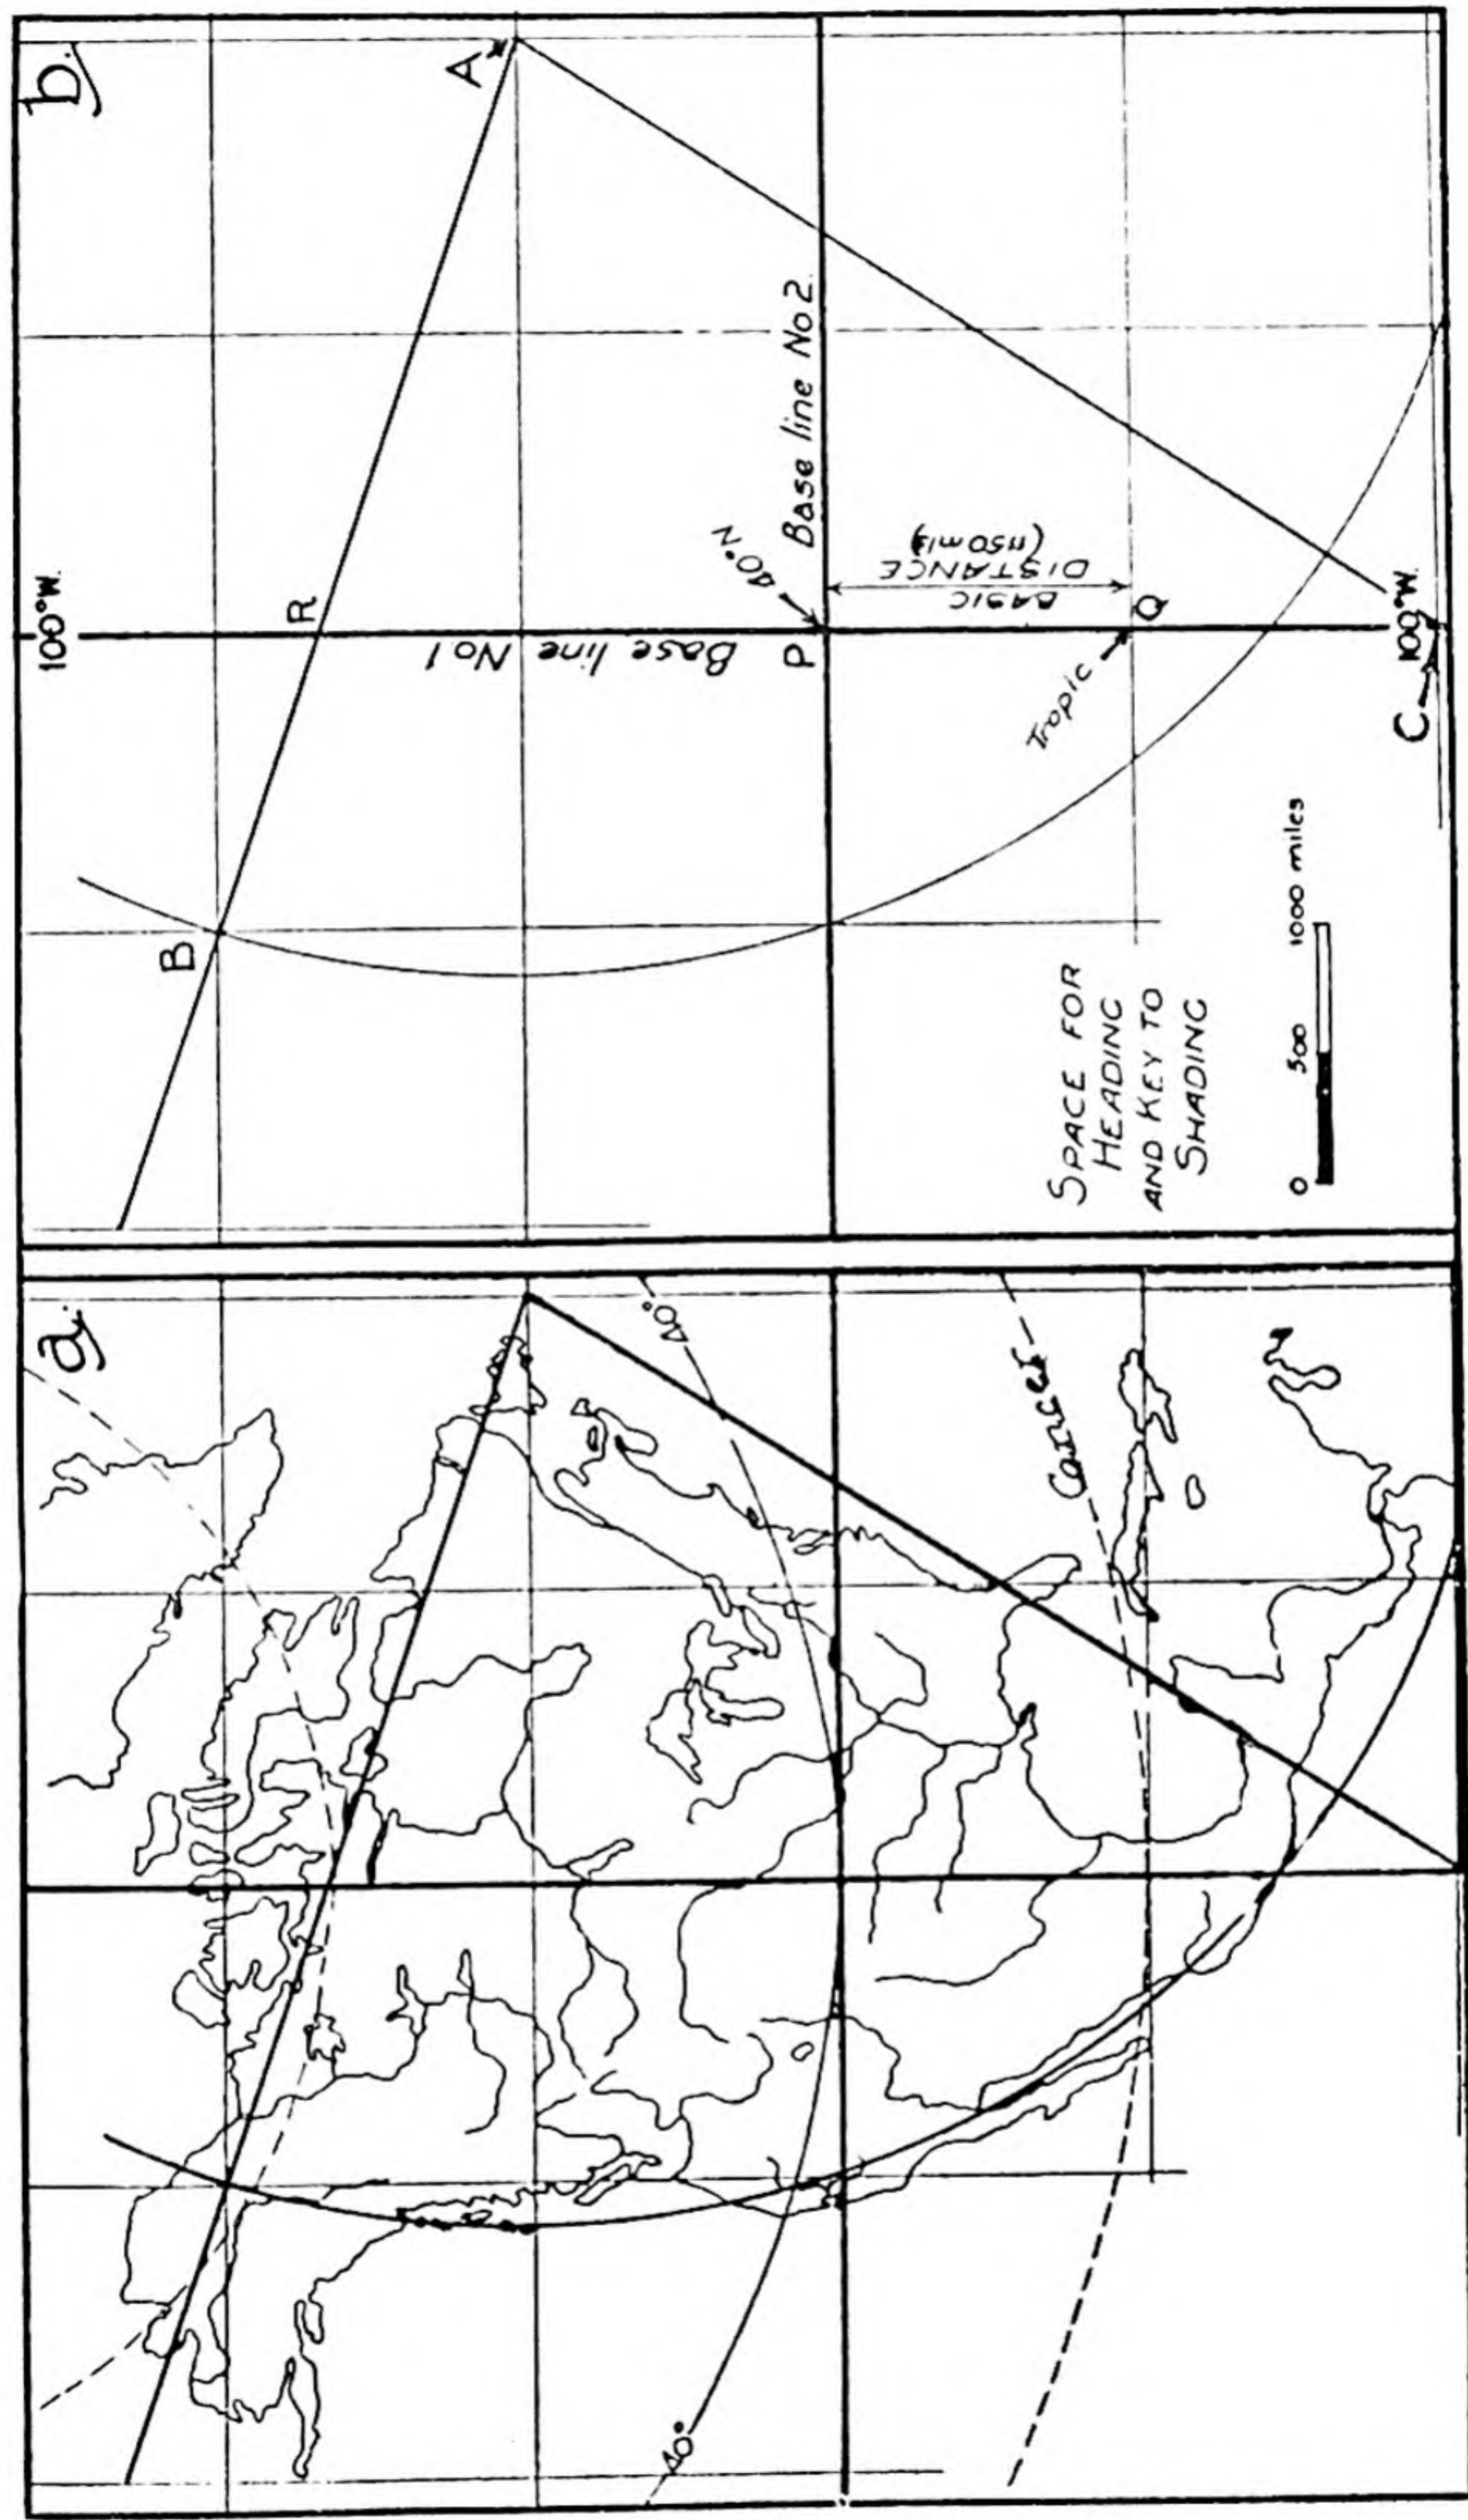 a.
40°
40°
Cancer
b.
100°W.
R
B
A
Base line No 1
40°N
P
Base line No 2.
BASIC
DISTANCE
(1150 mls)
Tropic
Q
SPACE FOR
HEADING
AND KEY TO
SHADING
0 500 1000 miles
C
100°W.